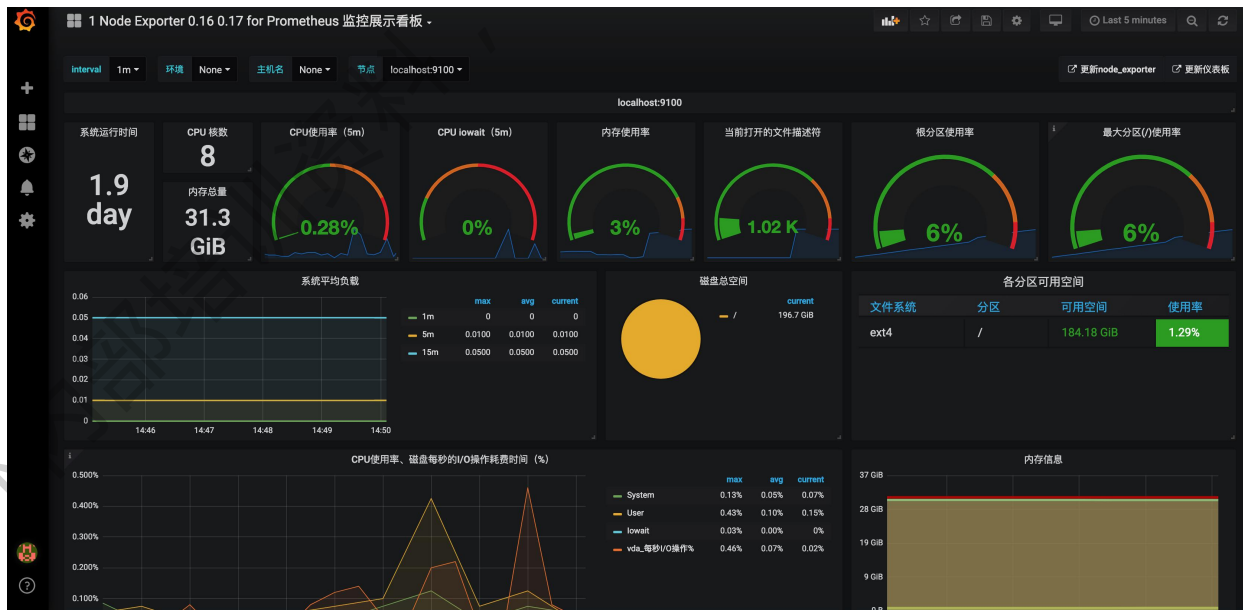 1 Node Exporter 0.16 0.17 for Prometheus 监控展示看板
Last 5 minutes
interval 1m 环境 None 主机名 None 节点 localhost:9100 更新node_exporter 更新仪表板
localhost:9100
系统运行时间
1.9
day
CPU 核数
8
内存总量
31.3
GiB
CPU使用率（5m）
0.28%
CPU iowait（5m）
0%
内存使用率
3%
当前打开的文件描述符
1.02 K
根分区使用率
6%
最大分区(/)使用率
6%
系统平均负载
0.06
0.05
0.04
0.03
0.02
0.01
0
14:46 14:47 14:48 14:49 14:50
max avg current
1m 0 0 0
5m 0.0100 0.0100 0.0100
15m 0.0500 0.0500 0.0500
磁盘总空间
current
/ 196.7 GiB
各分区可用空间
文件系统 分区 可用空间 使用率
ext4 / 184.18 GiB 1.29%
CPU使用率、磁盘每秒的I/O操作耗费时间（%）
0.500%
0.400%
0.300%
0.200%
0.100%
max avg current
System 0.13% 0.05% 0.07%
User 0.43% 0.10% 0.15%
Iowait 0.03% 0.00% 0%
vda_每秒I/O操作% 0.46% 0.07% 0.02%
内存信息
37 GiB
28 GiB
19 GiB
9 GiB